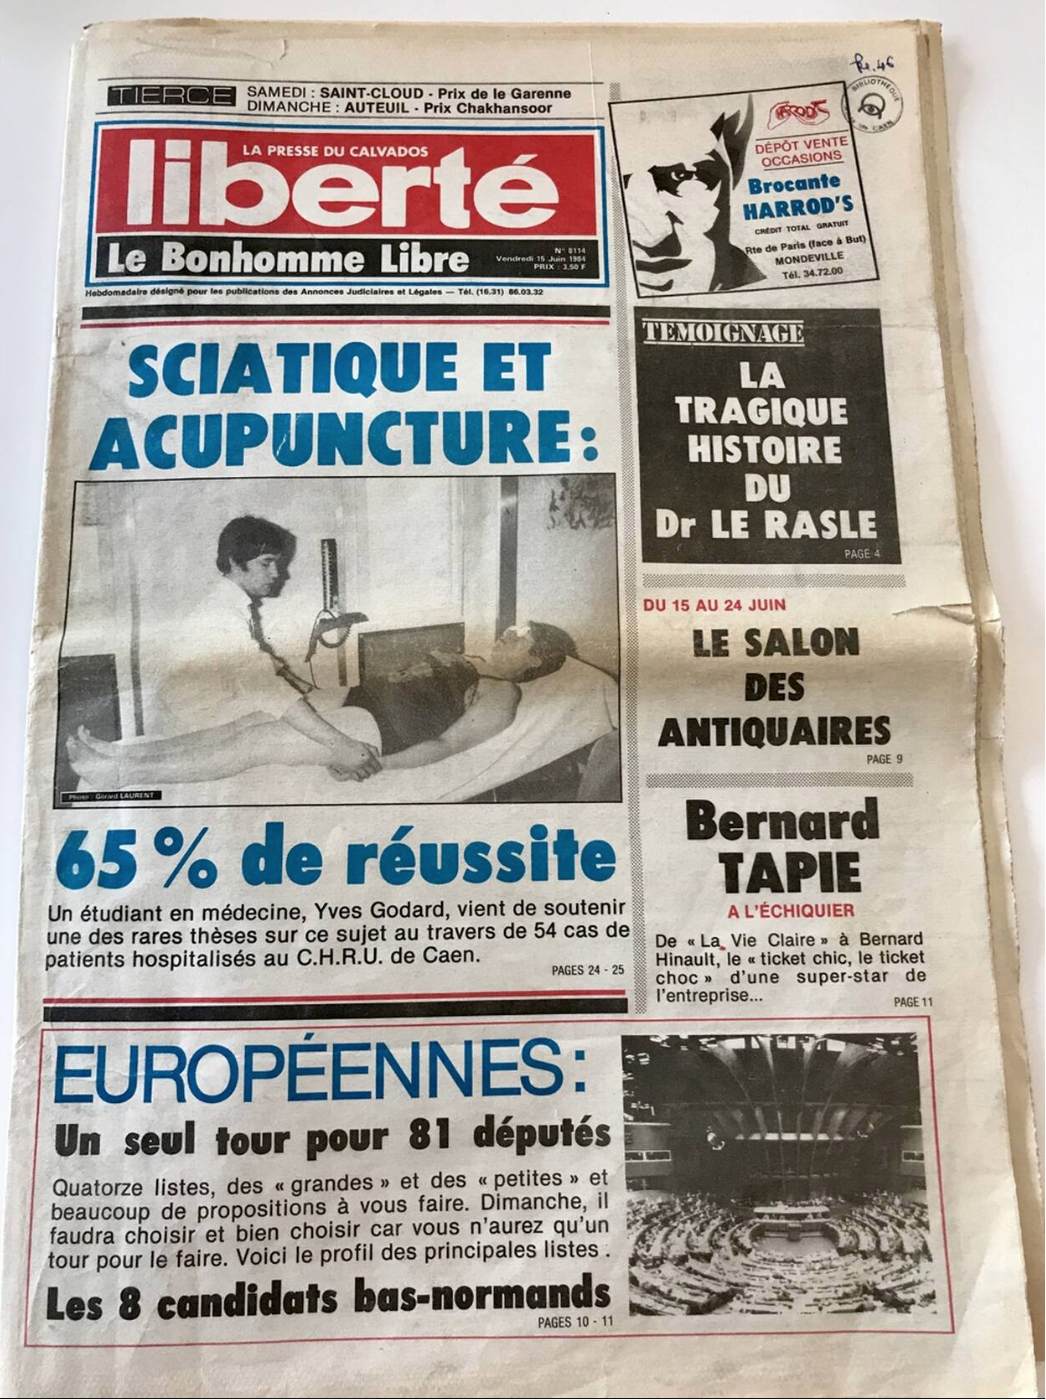 TIERCE
SAMEDI : SAINT-CLOUD - Prix de le Garenne
DIMANCHE : AUTEUIL - Prix Chakhansoor
LA PRESSE DU CALVADOS
liberté
Le Bonhomme Libre
N° 8114
Vendredi 15 Juin 1984
PRIX : 3,50 F
Hebdomadaire désigné pour les publications des Annonces Judiciaires et Légales — Tél. (16.31) 86.03.32
BIBLIOTHEQUE
CAEN
HARROD'S
DÉPÔT VENTE
OCCASIONS
Brocante
HARROD'S
CRÉDIT TOTAL GRATUIT
Rte de Paris (face à But)
MONDEVILLE
Tél. 34.72.00
SCIATIQUE ET
ACUPUNCTURE :
Photo : Gérard LAURENT
65 % de réussite
Un étudiant en médecine, Yves Godard, vient de soutenir
une des rares thèses sur ce sujet au travers de 54 cas de
patients hospitalisés au C.H.R.U. de Caen.
PAGES 24 - 25
TEMOIGNAGE
LA
TRAGIQUE
HISTOIRE
DU
Dr LE RASLE
PAGE 4
DU 15 AU 24 JUIN
LE SALON
DES
ANTIQUAIRES
PAGE 9
Bernard
TAPIE
A L'ÉCHIQUIER
De « La Vie Claire » à Bernard
Hinault, le « ticket chic, le ticket
choc » d'une super-star de
l'entreprise...
PAGE 11
EUROPÉENNES :
Un seul tour pour 81 députés
Quatorze listes, des « grandes » et des « petites » et
beaucoup de propositions à vous faire. Dimanche, il
faudra choisir et bien choisir car vous n'aurez qu'un
tour pour le faire. Voici le profil des principales listes .
Les 8 candidats bas-normands
PAGES 10 - 11